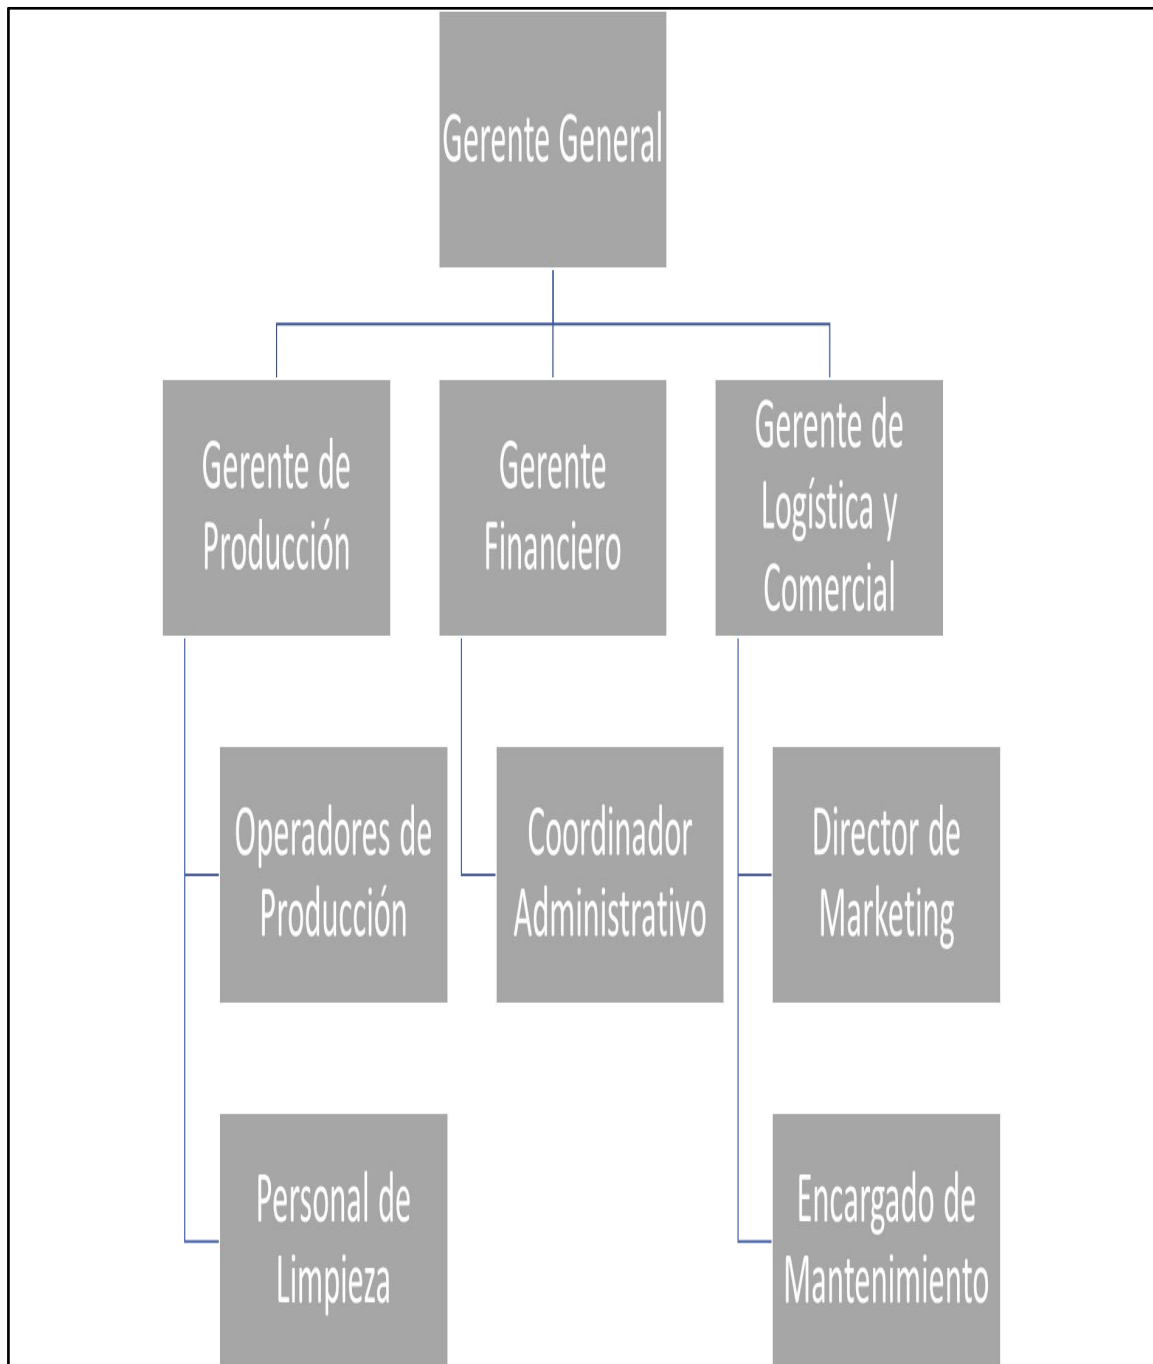 Gerente General
Gerente de
Producción
Gerente
Financiero
Gerente de
Logística y
Comercial
Operadores de
Producción
Coordinador
Administrativo
Director de
Marketing
Personal de
Limpieza
Encargado de
Mantenimiento